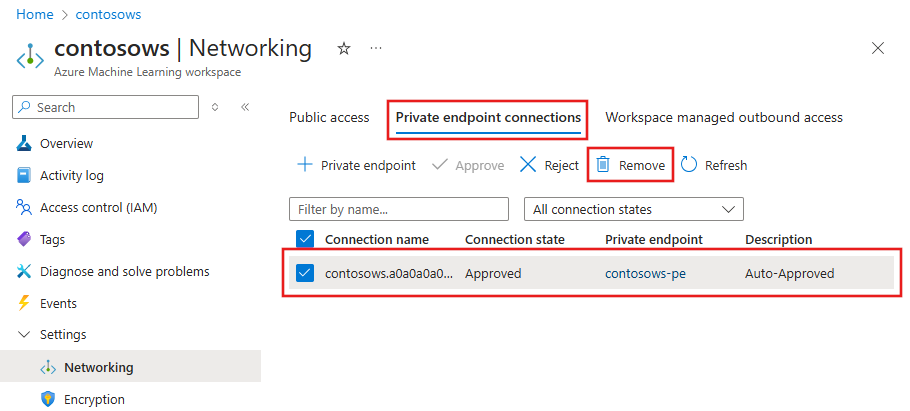 Home > contosows
contosows | Networking
Azure Machine Learning workspace
Search
Overview
Activity log
Access control (IAM)
Tags
Diagnose and solve problems
Events
Settings
Networking
Encryption
Public access Private endpoint connections Workspace managed outbound access
Private endpoint Approve Reject Remove Refresh
Filter by name... All connection states
Connection name Connection state Private endpoint Description
contosows.a0a0a0a0... Approved contosows-pe Auto-Approved